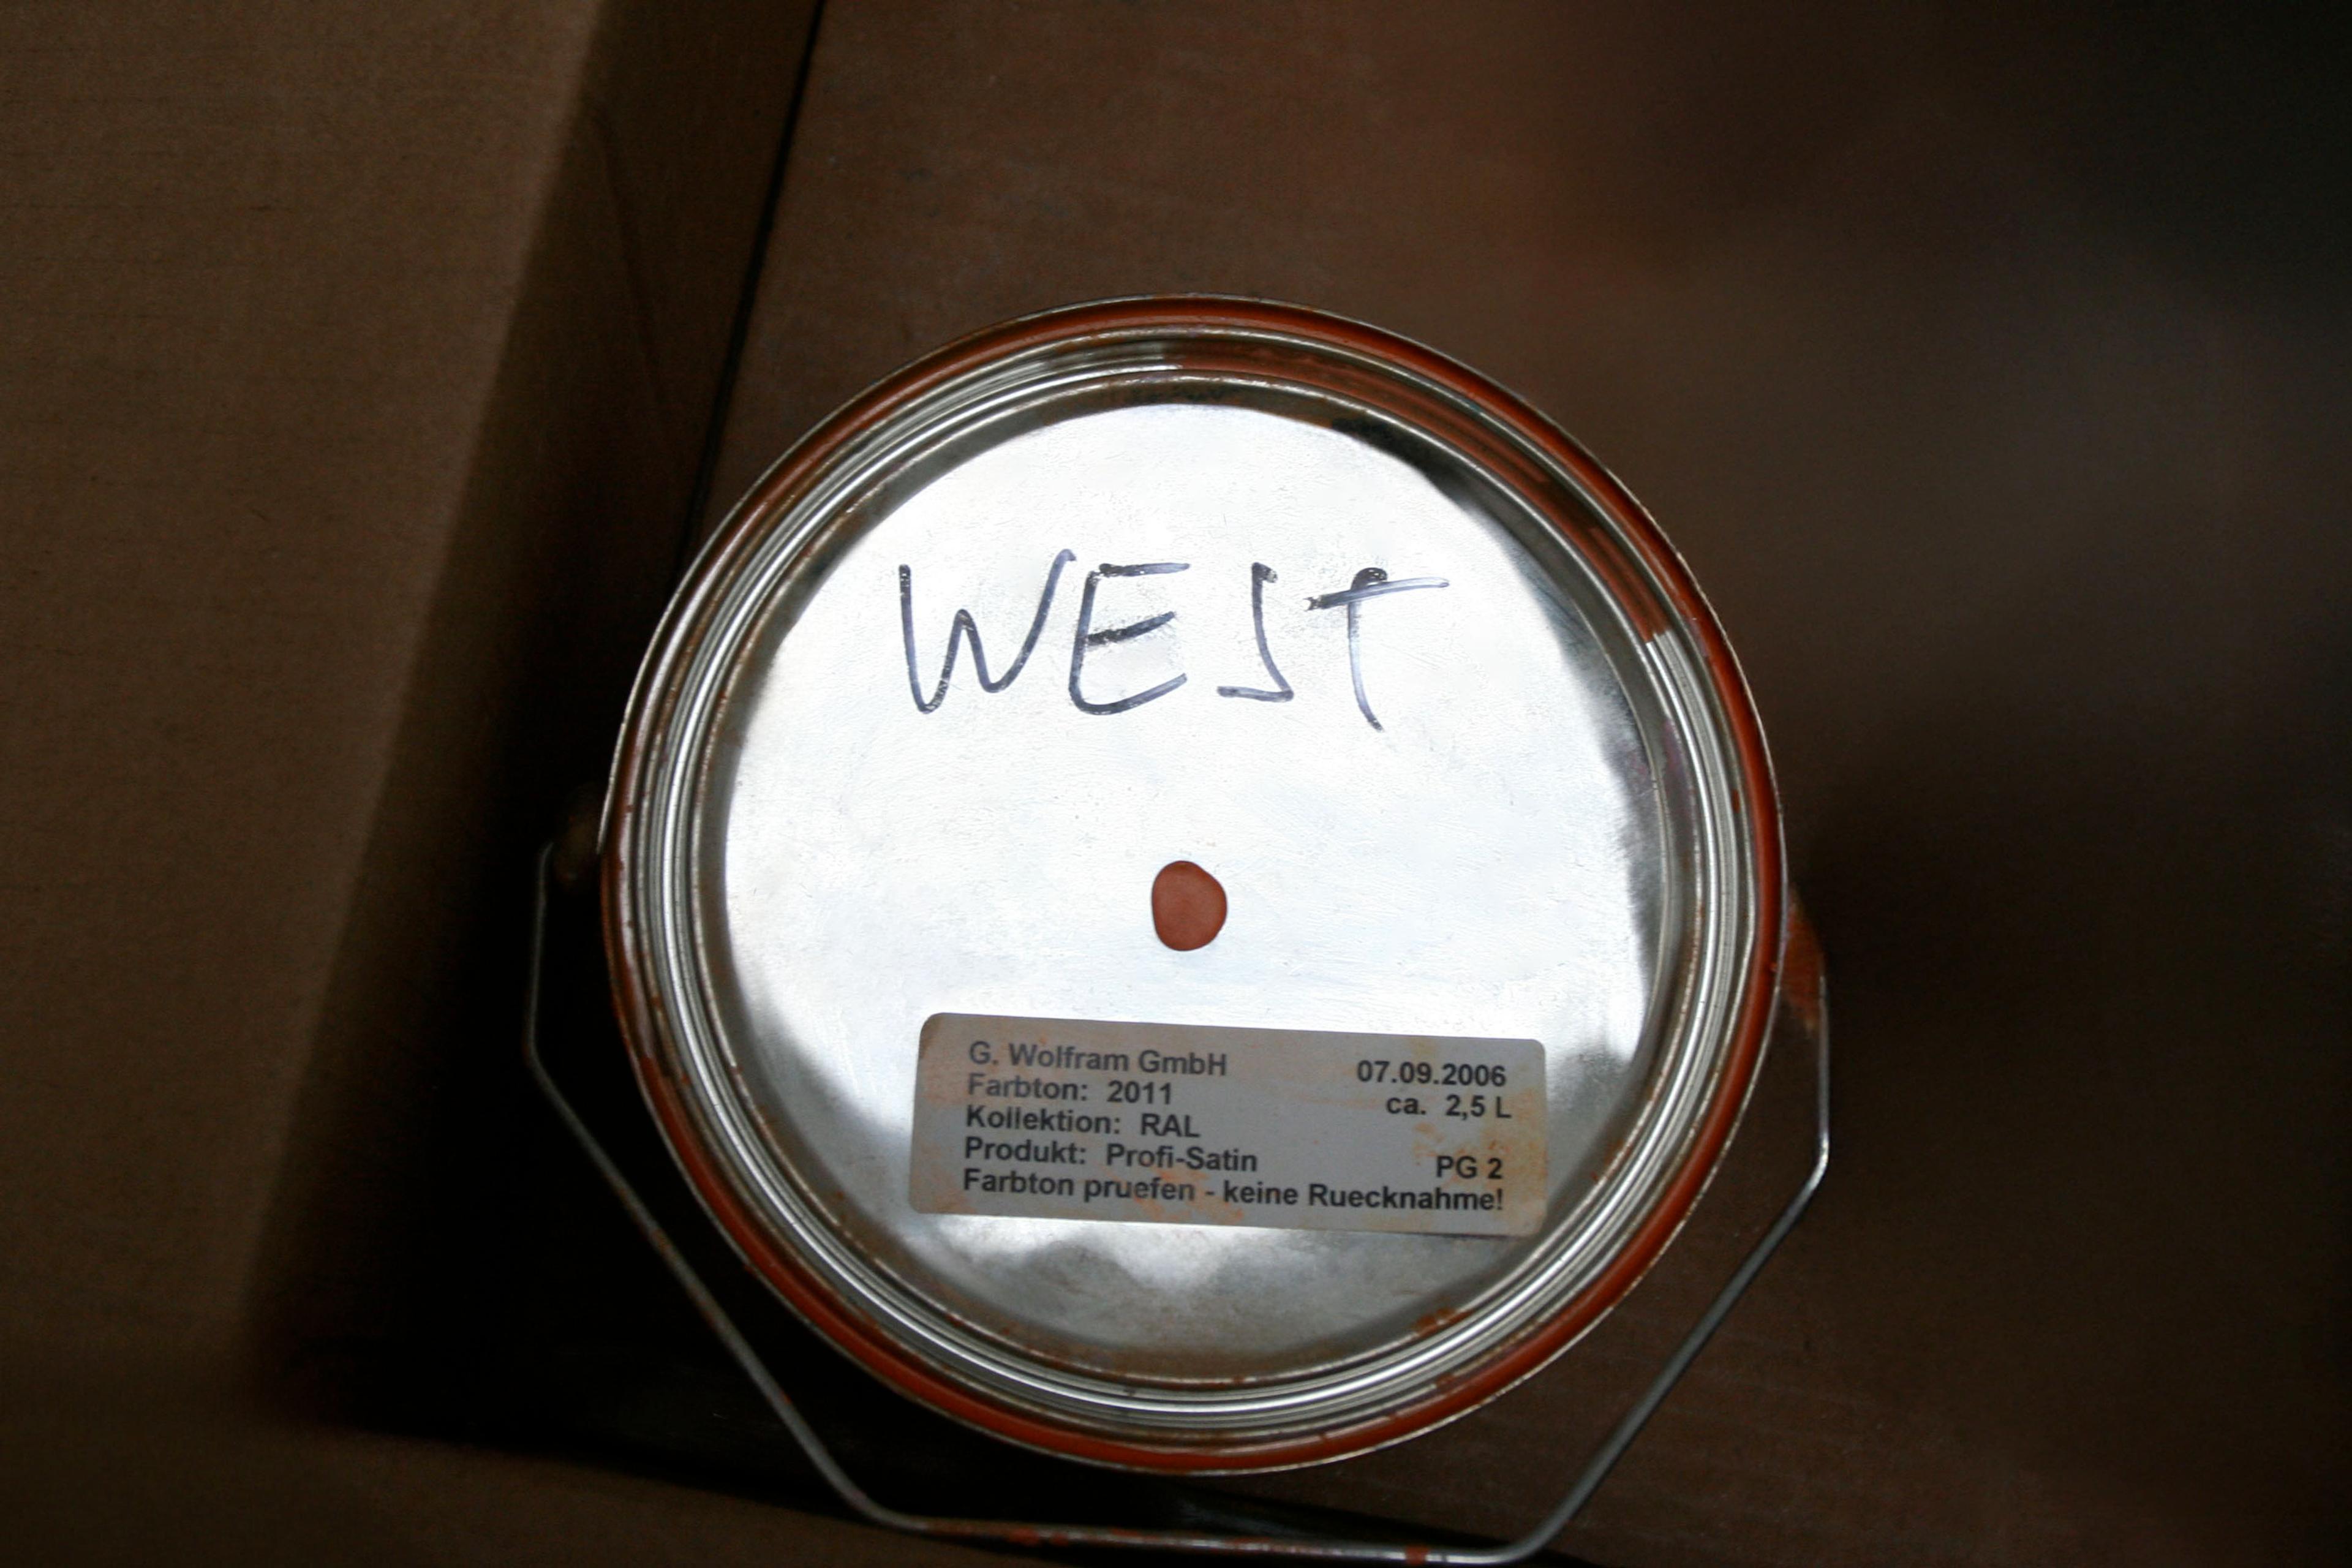 WEST
G. Wolfram GmbH 07.09.2006
Farbton: 2011 ca. 2,5 L
Kollektion: RAL
Produkt: Profi-Satin PG 2
Farbton pruefen - keine Ruecknahme!